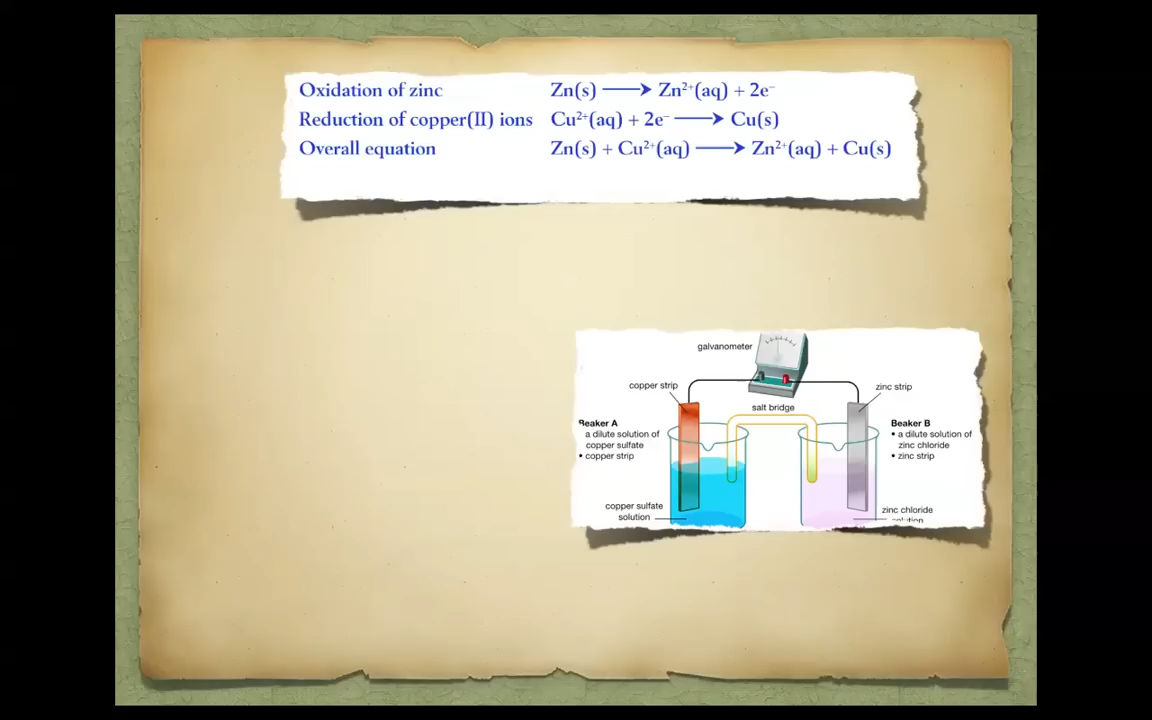 Oxidation of zinc Zn(s) ⟶ Zn²⁺(aq) + 2e⁻
Reduction of copper(II) ions Cu²⁺(aq) + 2e⁻ ⟶ Cu(s)
Overall equation Zn(s) + Cu²⁺(aq) ⟶ Zn²⁺(aq) + Cu(s)
galvanometer
copper strip
zinc strip
salt bridge
Beaker A
a dilute solution of
copper sulfate
• copper strip
Beaker B
• a dilute solution of
zinc chloride
• zinc strip
copper sulfate
solution
zinc chloride
solution